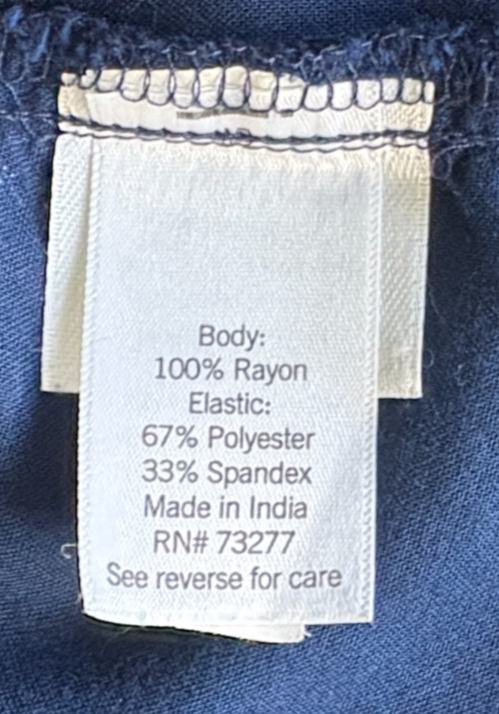 Body:
100% Rayon
Elastic:
67% Polyester
33% Spandex
Made in India
RN# 73277
See reverse for care